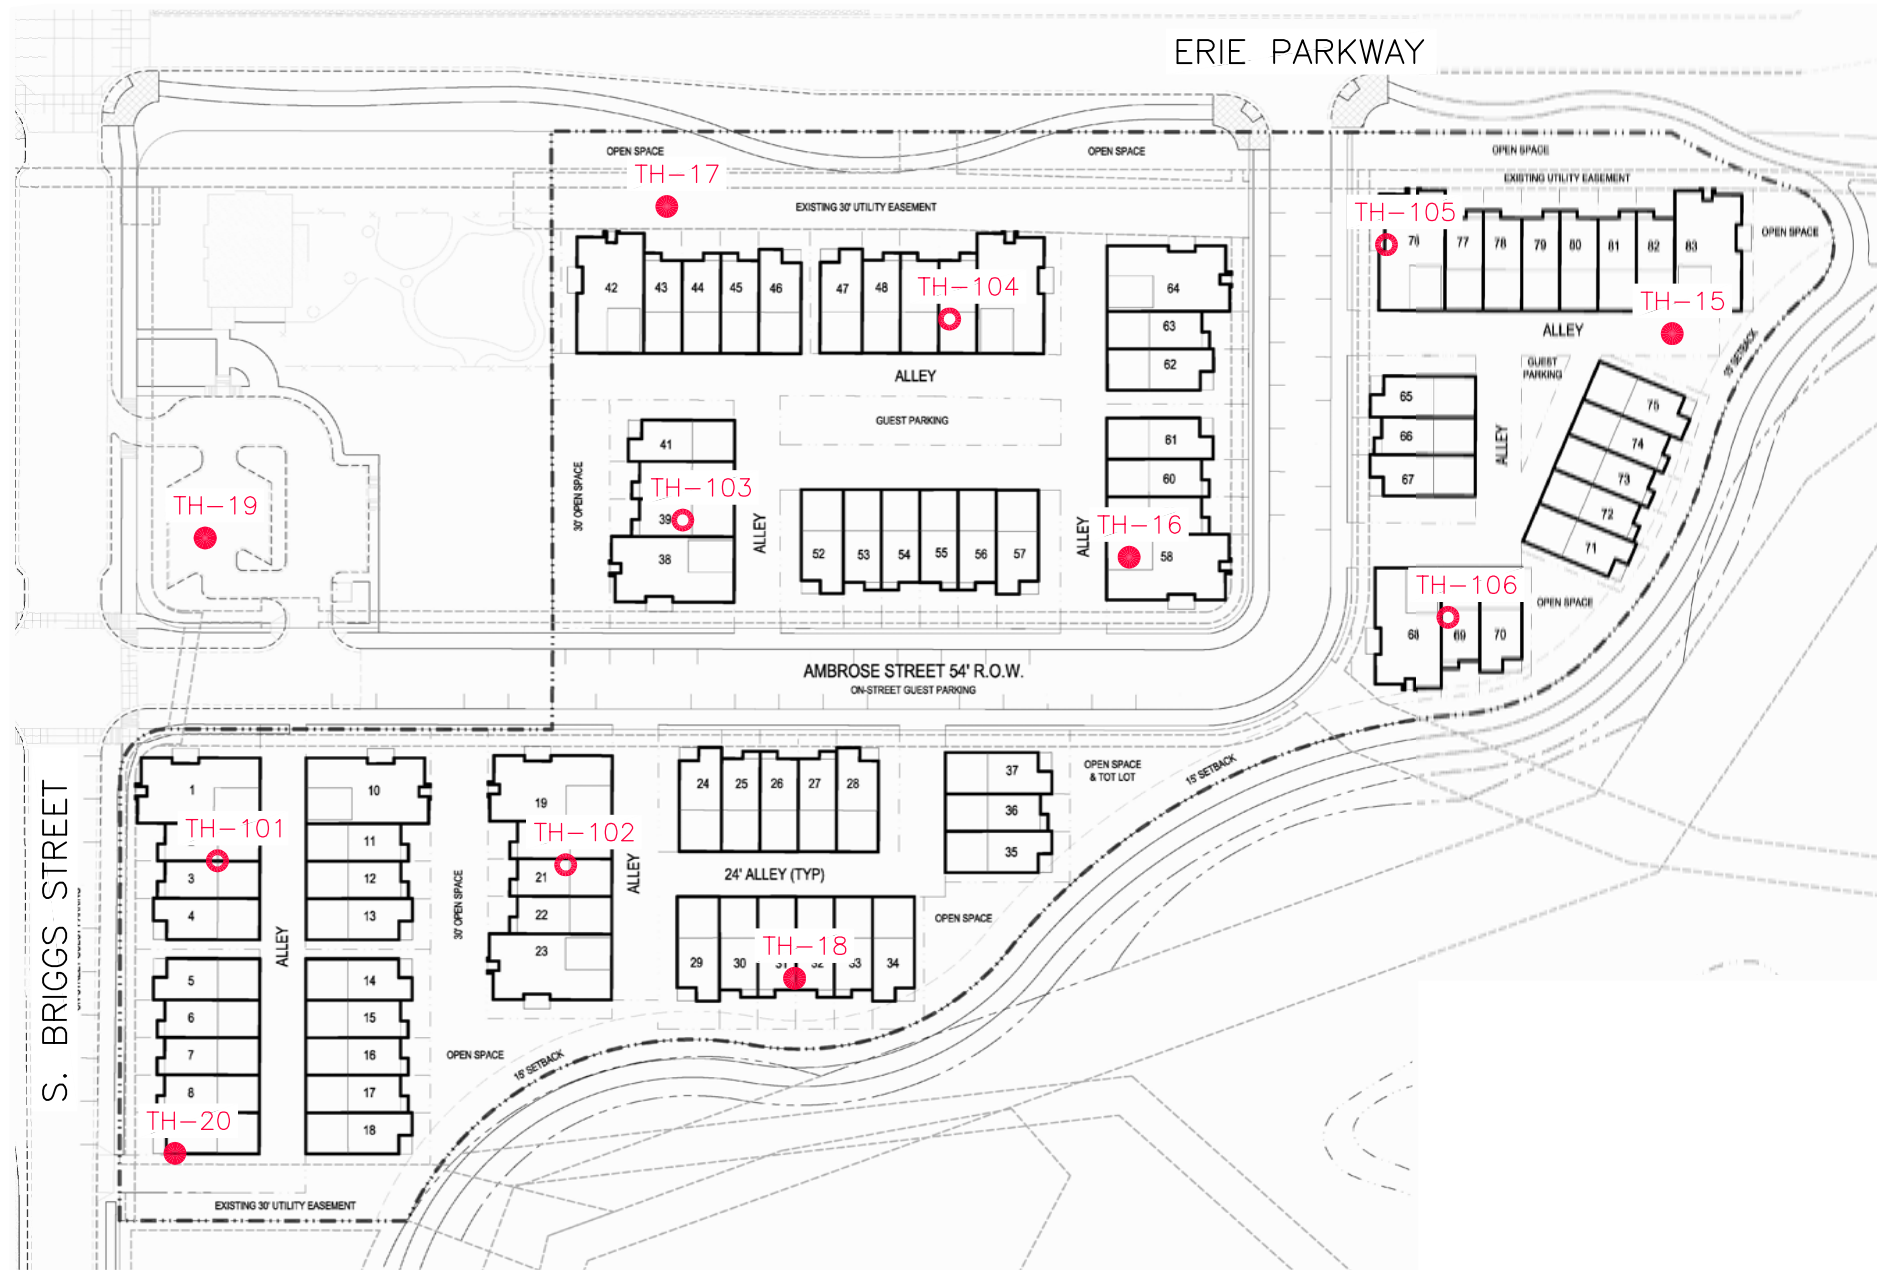 ERIE PARKWAY
OPEN SPACE
OPEN SPACE
OPEN SPACE
TH-17
EXISTING UTILITY EASEMENT
EXISTING 30' UTILITY EASEMENT
TH-105
OPEN SPACE
76 77 78 79 80 81 82 83
42 43 44 45 46 47 48
TH-104
64
TH-15
63
ALLEY
62
ALLEY
GUEST
PARKING
15' SETBACK
65
75
GUEST PARKING
41
61
66
ALLEY
74
30' OPEN SPACE
60
67
73
TH-103
TH-19
39
72
ALLEY
ALLEY
TH-16
38
52 53 54 55 56 57
58
71
TH-106
OPEN SPACE
68 69 70
AMBROSE STREET 54' R.O.W.
ON-STREET GUEST PARKING
S. BRIGGS STREET
1
10
19
24 25 26 27 28
37
OPEN SPACE
& TOT LOT
15' SETBACK
TH-101
TH-102
11
36
35
3
12
21
ALLEY
24' ALLEY (TYP)
4
13
22
30' OPEN SPACE
OPEN SPACE
ALLEY
23
TH-18
29 30 31 32 33 34
5
14
6
15
7
16
OPEN SPACE
15' SETBACK
8
17
TH-20
18
EXISTING 30' UTILITY EASEMENT